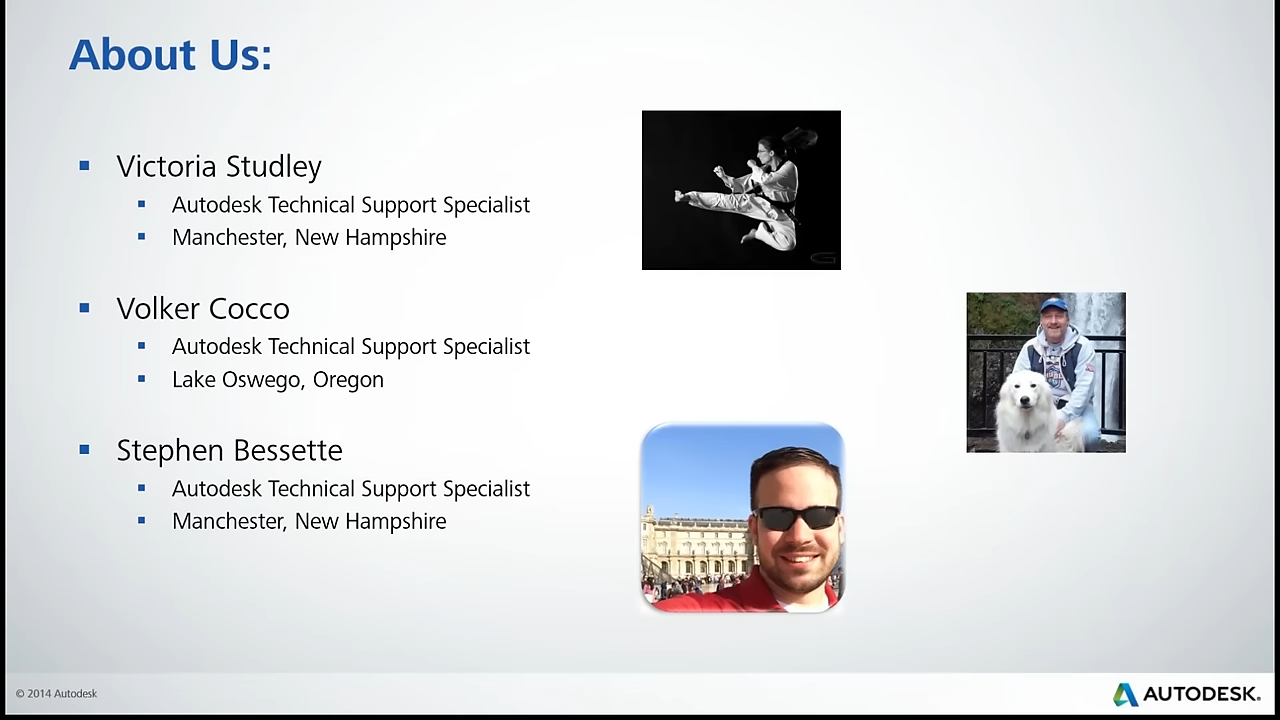 About Us:
Victoria Studley
Autodesk Technical Support Specialist
Manchester, New Hampshire
Volker Cocco
Autodesk Technical Support Specialist
Lake Oswego, Oregon
Stephen Bessette
Autodesk Technical Support Specialist
Manchester, New Hampshire
© 2014 Autodesk
AUTODESK.